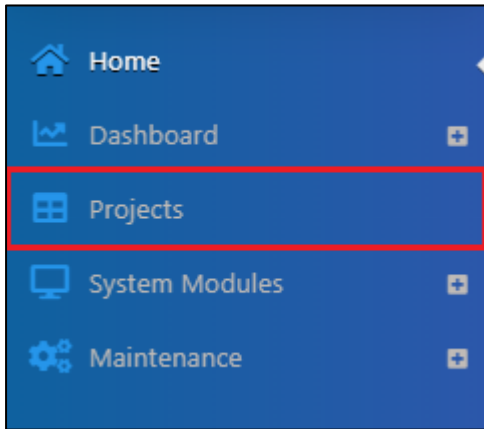 Home
Dashboard
Projects
System Modules
Maintenance